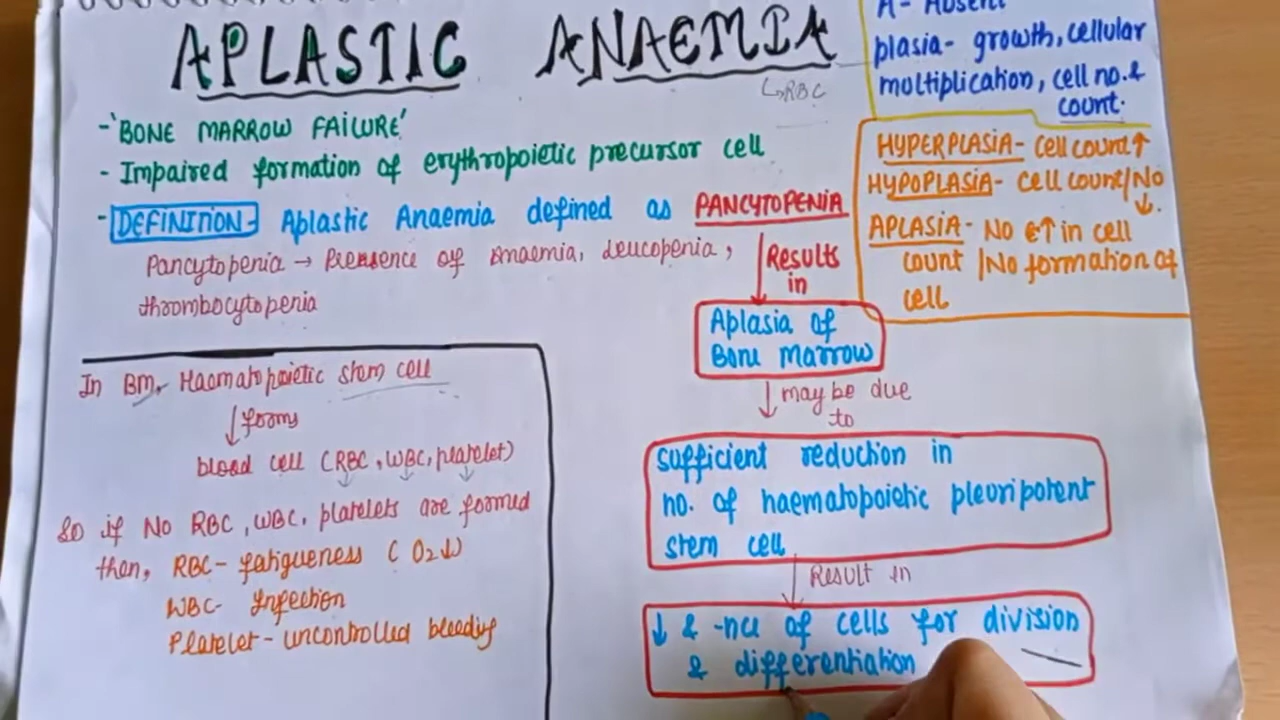 APLASTIC ANAEMIA
↳RBC
-'BONE MARROW FAILURE'
- Impaired formation of erythropoietic precursor cell
- DEFINITION- Aplastic Anaemia defined as PANCYTOPENIA
Pancytopenia → Presence of Anaemia, Leucopenia,
thrombocytopenia
A- Absent
plasia- growth, cellular
multiplication, cell no. &
count.
HYPERPLASIA- cell count ↑
HYPOPLASIA- cell count/No ↓.
APLASIA- No ↑ in cell
count /No formation of
cell
↓ Results
in
Aplasia of
Bone Marrow
↓ may be due
to
sufficient reduction in
no. of haematopoietic pleuripotent
stem cell
↓ Result in
↓ & -nce of cells for division
& differentiation
In Bm, Haematopoietic stem cell
↓ forms
blood cell (RBC, WBC, platelet)
So if No RBC, WBC, platelets are formed
then, RBC- fatigueness ( O2↓)
WBC- Infection
Platelet- uncontrolled bleeding